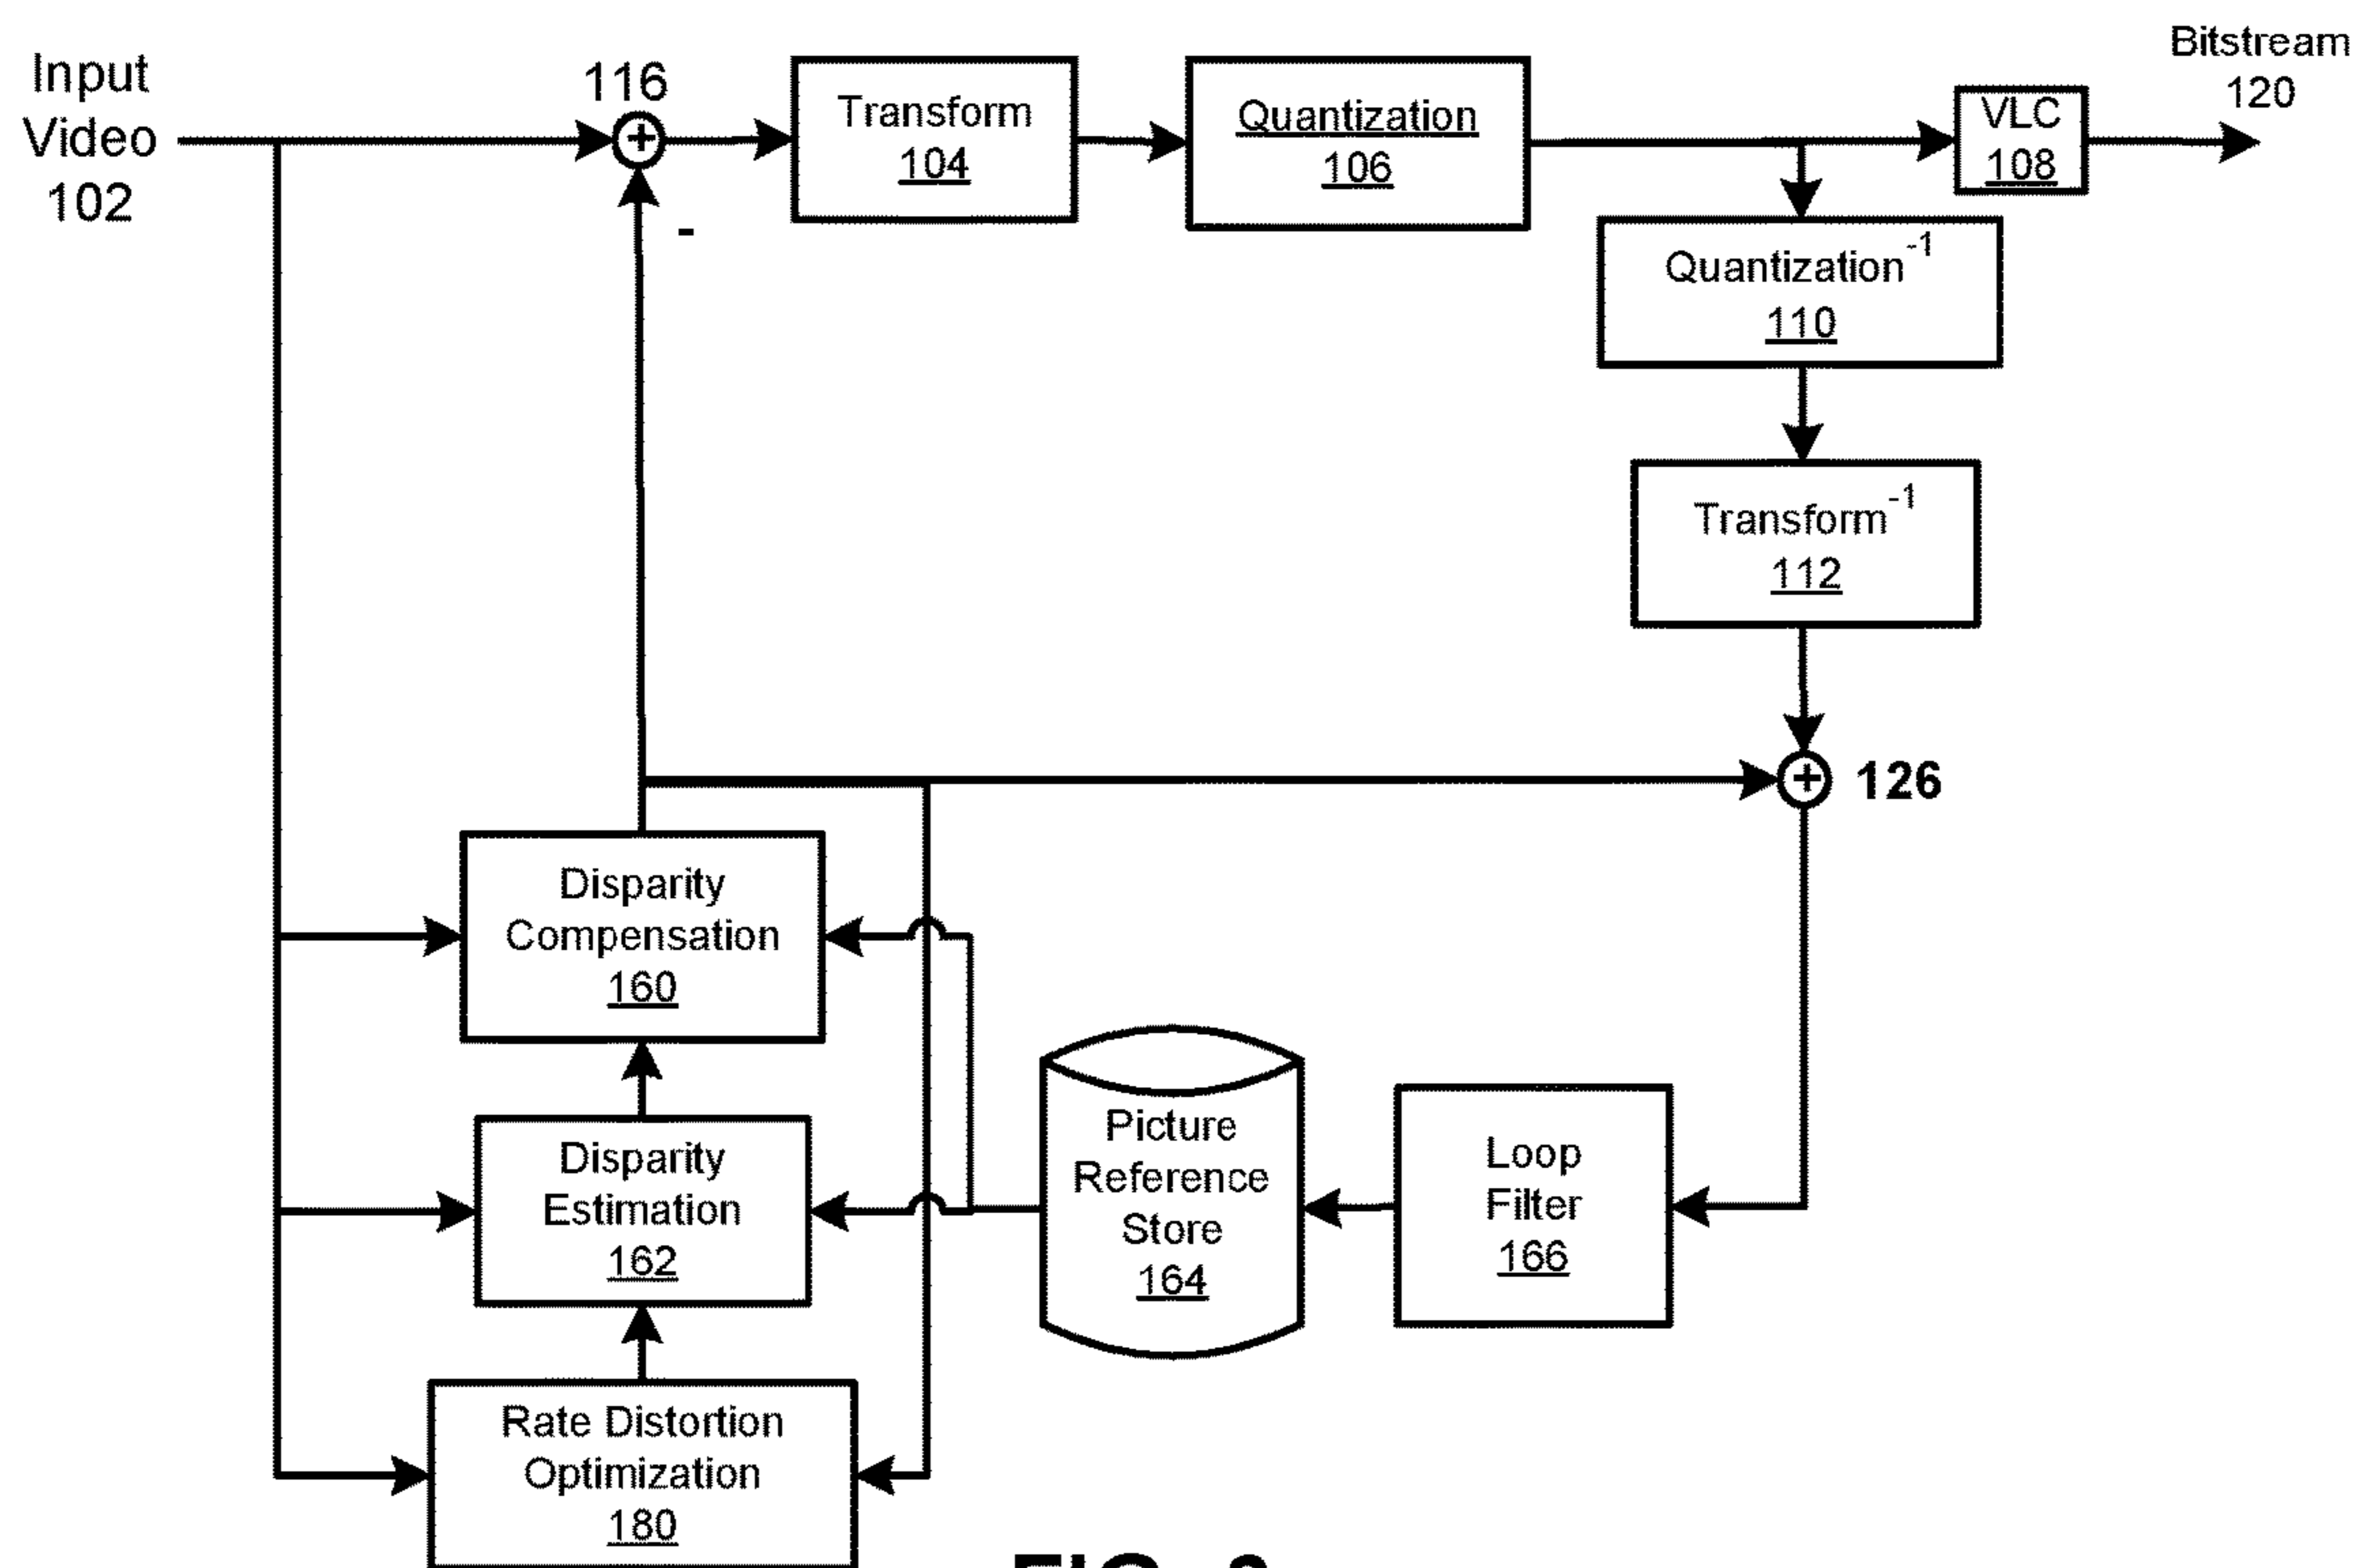 Input
Video
102
116
+
-
Transform
104
Quantization
106
VLC
108
Bitstream
120
Quantization-1
110
Transform-1
112
+
126
Disparity
Compensation
160
Disparity
Estimation
162
Picture
Reference
Store
164
Loop
Filter
166
Rate Distortion
Optimization
180
FIG.